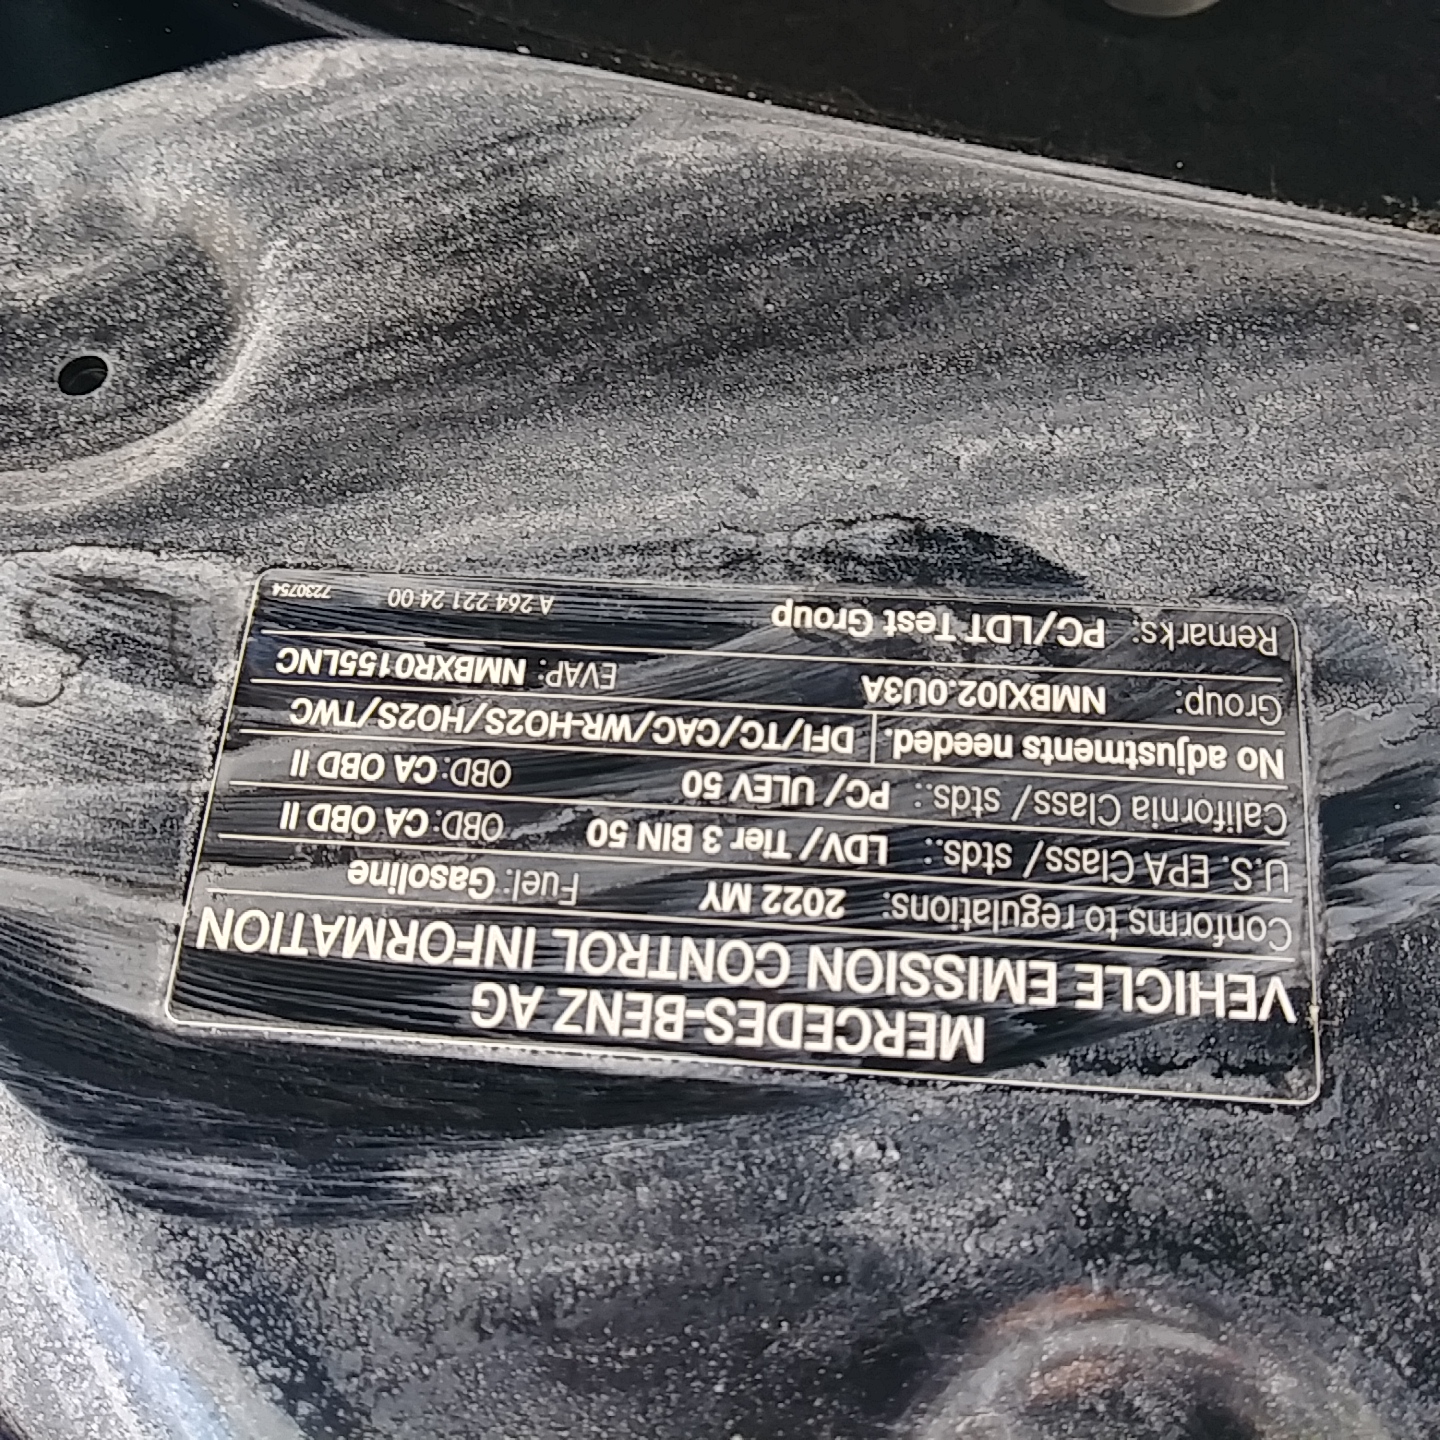 MERCEDES-BENZ AG
VEHICLE EMISSION CONTROL INFORMATION
Conforms to regulations: 2022 MY Fuel: Gasoline
U.S. EPA Class/ stds.: LDV/ Tier 3 BIN 50 OBD: CA OBD II
California Class/ stds.: PC/ ULEV 50 OBD: CA OBD II
No adjustments needed. DFI/TC/CAC/WR-HO2S/HO2S/TWC
Group: NMBXJ02.0U3A EVAP: NMBXR0155LNC
Remarks: PC/LDT Test Group A 264 221 24 00 7230754